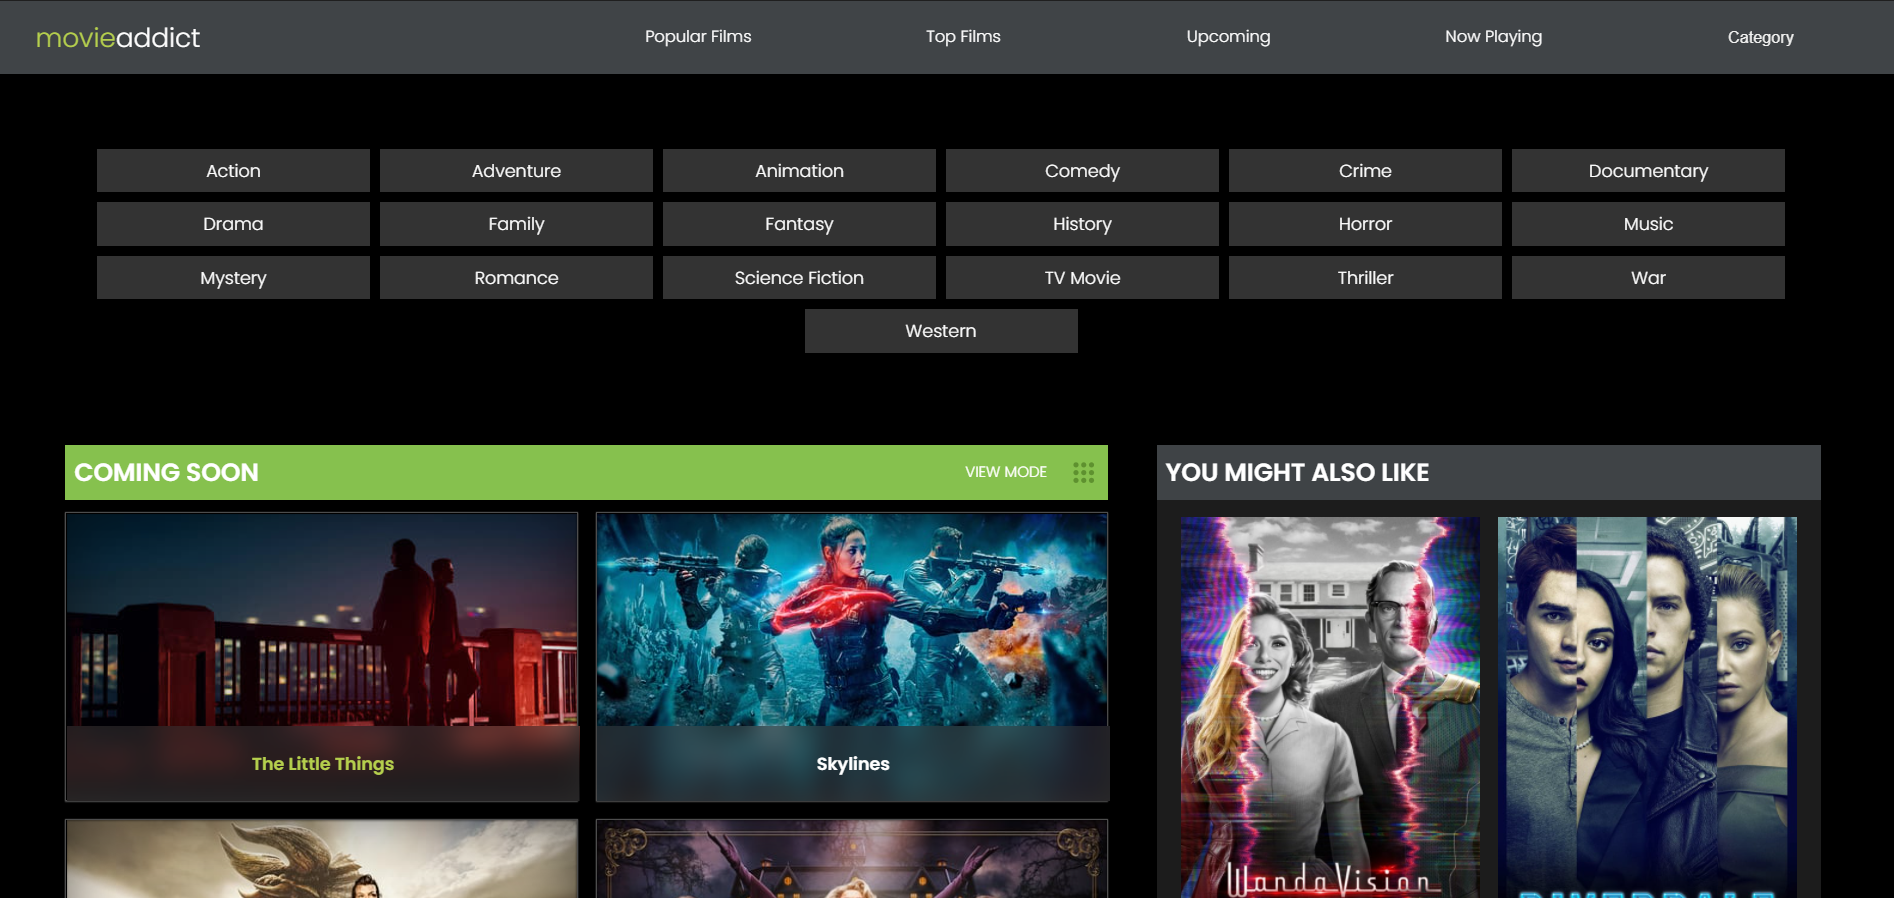 movieaddict
Popular Films
Top Films
Upcoming
Now Playing
Category
Action
Adventure
Animation
Comedy
Crime
Documentary
Drama
Family
Fantasy
History
Horror
Music
Mystery
Romance
Science Fiction
TV Movie
Thriller
War
Western
COMING SOON
VIEW MODE
YOU MIGHT ALSO LIKE
The Little Things
Skylines
WandaVision
RIVERDALE